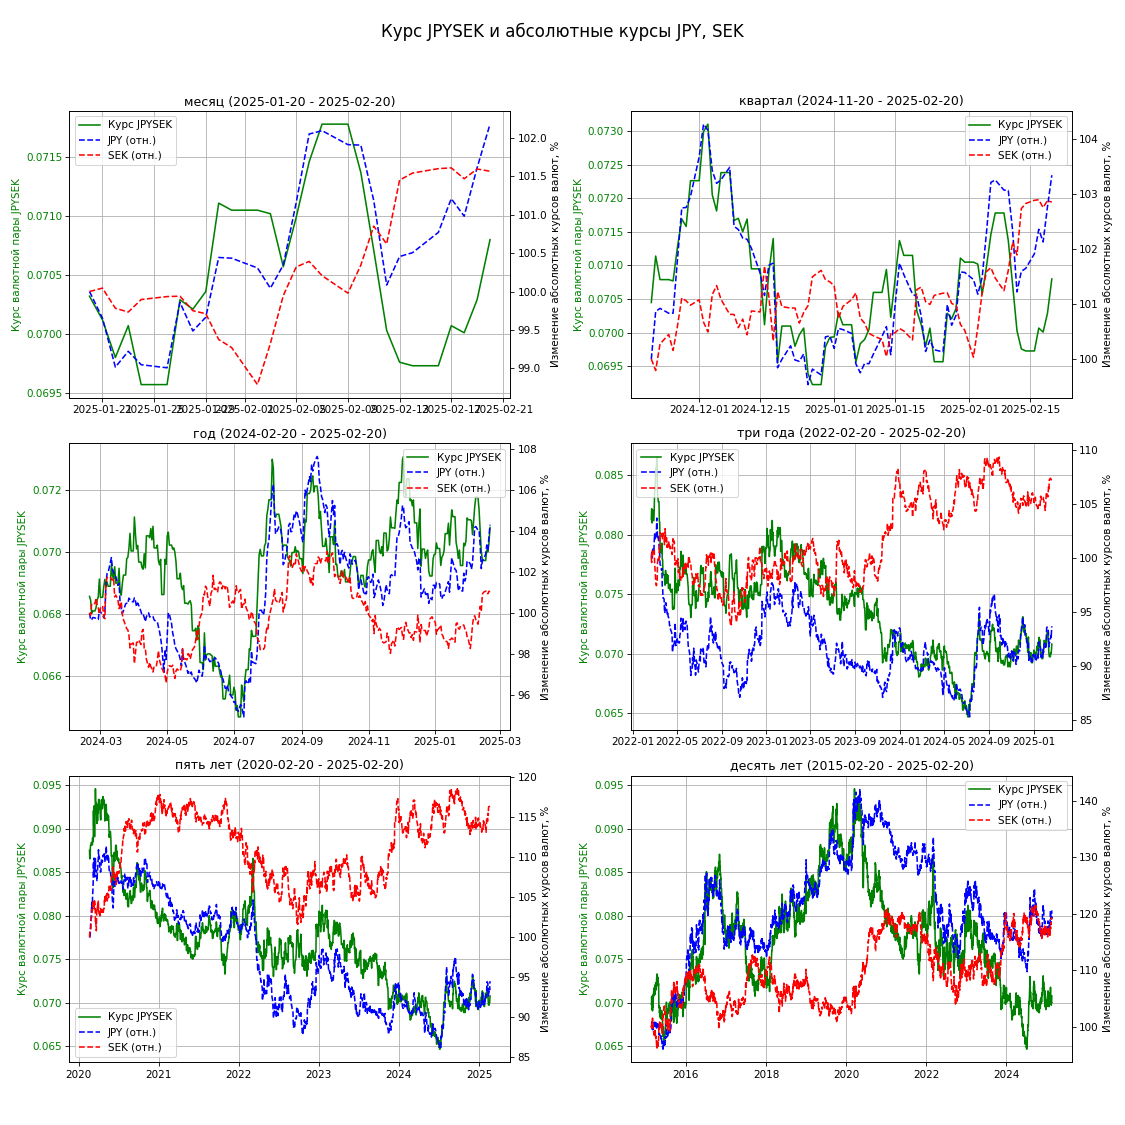 Курс JPYSEK и абсолютные курсы JPY, SEK
месяц (2025-01-20 - 2025-02-20)
Курс JPYSEK
JPY (отн.)
SEK (отн.)
Курс валютной пары JPYSEK
0.0715
0.0710
0.0705
0.0700
0.0695
102.0
101.5
101.0
100.5
100.0
99.5
99.0
Изменение абсолютных курсов валют, %
2025-01-21 2025-01-25 2025-01-29 2025-02-01 2025-02-05 2025-02-09 2025-02-13 2025-02-17 2025-02-21
квартал (2024-11-20 - 2025-02-20)
Курс JPYSEK
JPY (отн.)
SEK (отн.)
Курс валютной пары JPYSEK
0.0730
0.0725
0.0720
0.0715
0.0710
0.0705
0.0700
0.0695
104
103
102
101
100
Изменение абсолютных курсов валют, %
2024-12-01 2024-12-15 2025-01-01 2025-01-15 2025-02-01 2025-02-15
год (2024-02-20 - 2025-02-20)
Курс JPYSEK
JPY (отн.)
SEK (отн.)
Курс валютной пары JPYSEK
0.072
0.070
0.068
0.066
108
106
104
102
100
98
96
Изменение абсолютных курсов валют, %
2024-03 2024-05 2024-07 2024-09 2024-11 2025-01 2025-03
три года (2022-02-20 - 2025-02-20)
Курс JPYSEK
JPY (отн.)
SEK (отн.)
Курс валютной пары JPYSEK
0.085
0.080
0.075
0.070
0.065
110
105
100
95
90
85
Изменение абсолютных курсов валют, %
2022-01 2022-05 2022-09 2023-01 2023-05 2023-09 2024-01 2024-05 2024-09 2025-01
пять лет (2020-02-20 - 2025-02-20)
Курс JPYSEK
JPY (отн.)
SEK (отн.)
Курс валютной пары JPYSEK
0.095
0.090
0.085
0.080
0.075
0.070
0.065
120
115
110
105
100
95
90
85
Изменение абсолютных курсов валют, %
2020 2021 2022 2023 2024 2025
десять лет (2015-02-20 - 2025-02-20)
Курс JPYSEK
JPY (отн.)
SEK (отн.)
Курс валютной пары JPYSEK
0.095
0.090
0.085
0.080
0.075
0.070
0.065
140
130
120
110
100
Изменение абсолютных курсов валют, %
2016 2018 2020 2022 2024